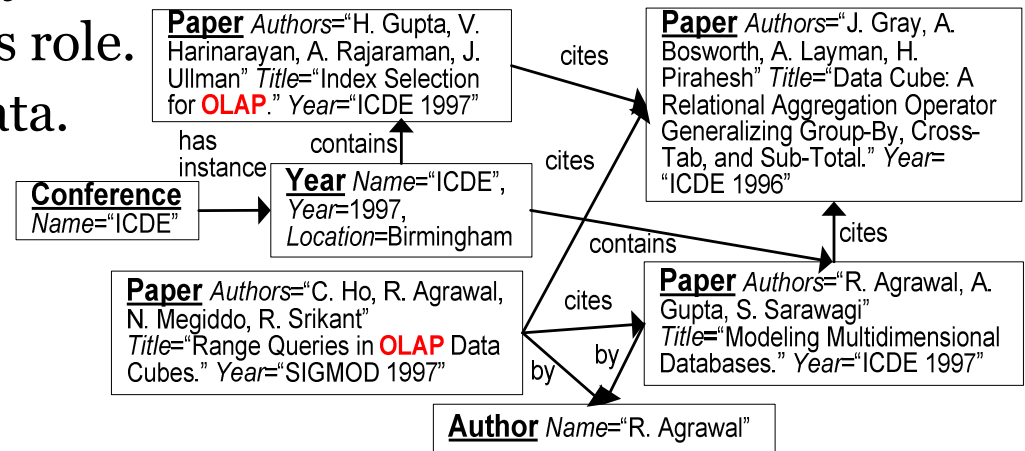 s role.
ata.
Paper Authors=“H. Gupta, V.
Harinarayan, A. Rajaraman, J.
Ullman” Title=“Index Selection
for OLAP.” Year=“ICDE 1997”
cites
Paper Authors=“J. Gray, A.
Bosworth, A. Layman, H.
Pirahesh” Title=“Data Cube: A
Relational Aggregation Operator
Generalizing Group-By, Cross-
Tab, and Sub-Total.” Year=
“ICDE 1996”
has
instance
contains
cites
Conference
Name=“ICDE”
Year Name=“ICDE”,
Year=1997,
Location=Birmingham
contains
cites
Paper Authors=“C. Ho, R. Agrawal,
N. Megiddo, R. Srikant”
Title=“Range Queries in OLAP Data
Cubes.” Year=“SIGMOD 1997”
cites
by
by
Paper Authors=“R. Agrawal, A.
Gupta, S. Sarawagi”
Title=“Modeling Multidimensional
Databases.” Year=“ICDE 1997”
Author Name=“R. Agrawal”